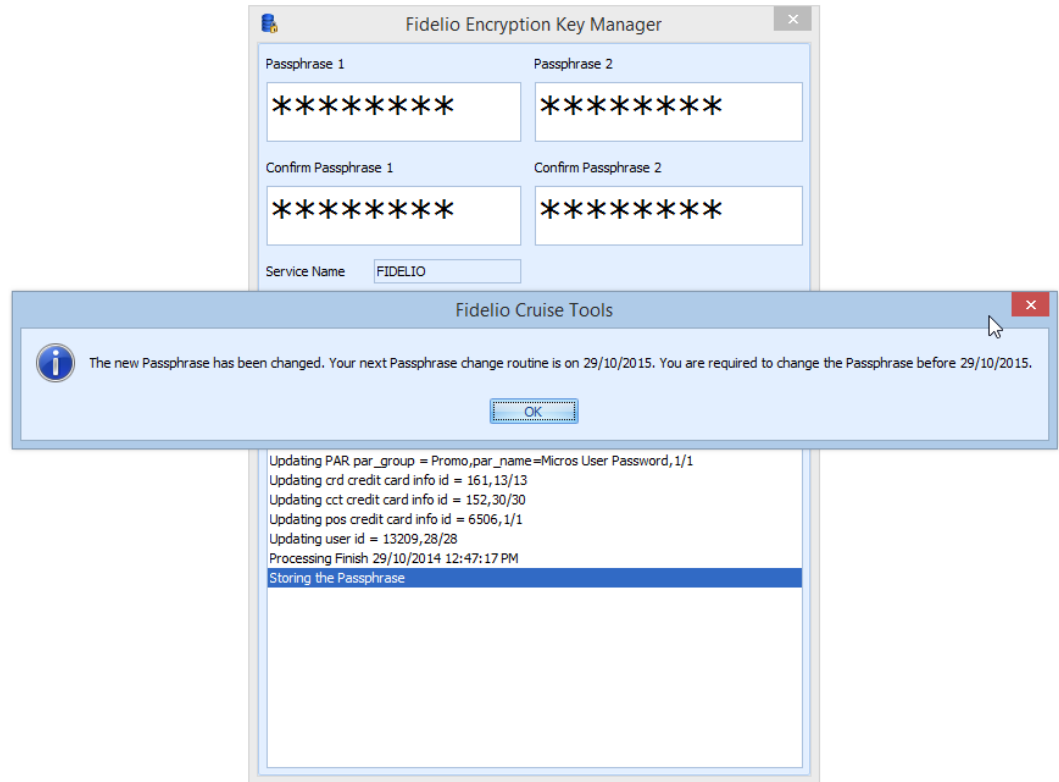 Fidelio Encryption Key Manager
Passphrase 1 Passphrase 2
******** ********
Confirm Passphrase 1 Confirm Passphrase 2
******** ********
Service Name FIDELIO
Fidelio Cruise Tools
The new Passphrase has been changed. Your next Passphrase change routine is on 29/10/2015. You are required to change the Passphrase before 29/10/2015.
OK
Updating PAR par_group = Promo,par_name=Micros User Password,1/1
Updating crd credit card info id = 161,13/13
Updating cct credit card info id = 152,30/30
Updating pos credit card info id = 6506,1/1
Updating user id = 13209,28/28
Processing Finish 29/10/2014 12:47:17 PM
Storing the Passphrase